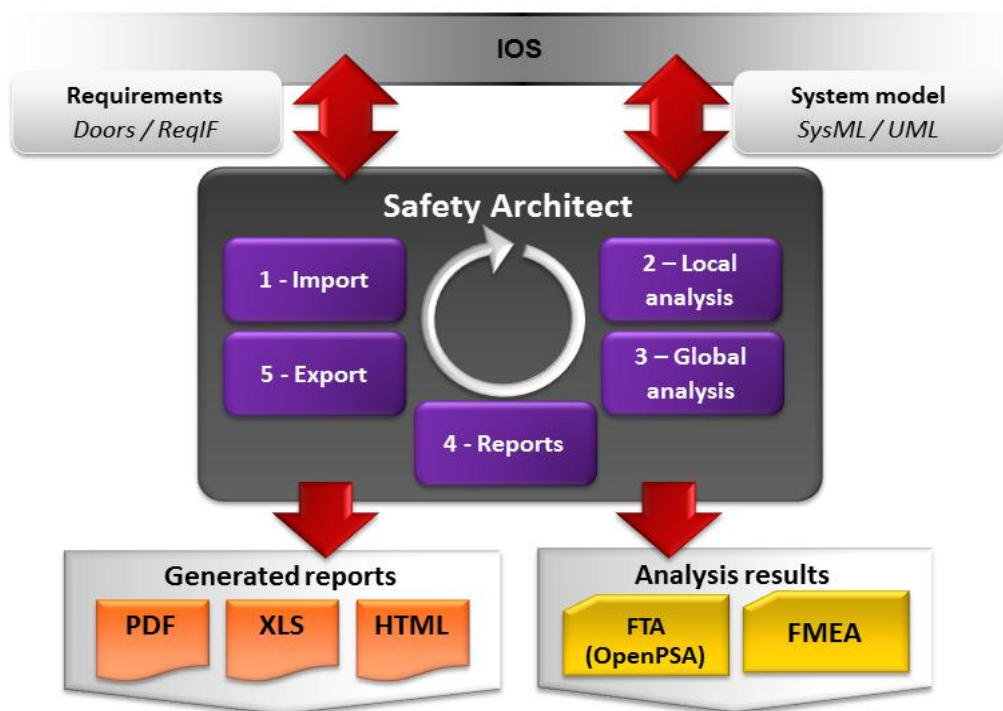 IOS
Requirements
Doors / ReqIF
System model
SysML / UML
Safety Architect
1 - Import
2 – Local
analysis
5 - Export
3 – Global
analysis
4 - Reports
Generated reports
PDF
XLS
HTML
Analysis results
FTA
(OpenPSA)
FMEA